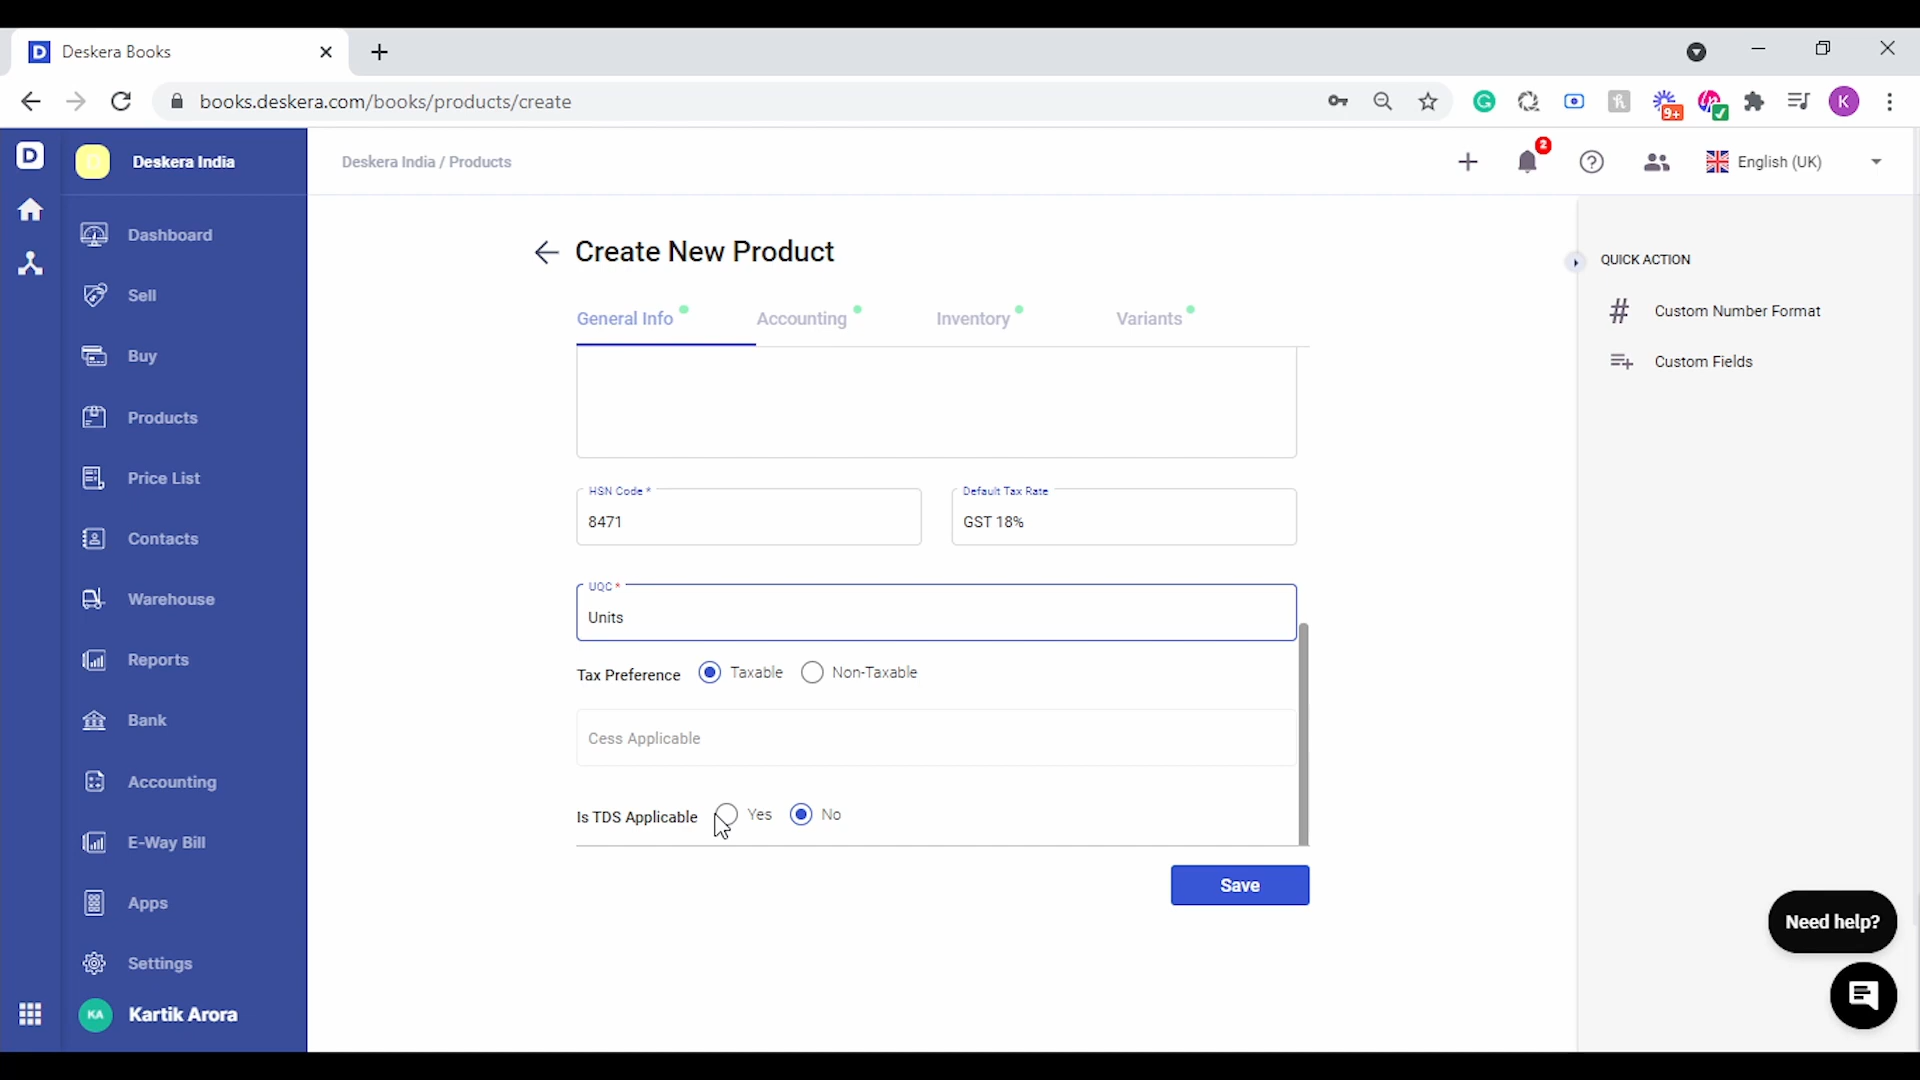 Deskera Books
books.deskera.com/books/products/create
9+
K
D
D
Deskera India
Deskera India / Products
2
English (UK)
Dashboard
Sell
Buy
Products
Price List
Contacts
Warehouse
Reports
Bank
Accounting
E-Way Bill
Apps
Settings
KA
Kartik Arora
Create New Product
General Info
Accounting
Inventory
Variants
HSN Code *
8471
Default Tax Rate
GST 18%
UQC *
Units
Tax Preference
Taxable
Non-Taxable
Cess Applicable
Is TDS Applicable
Yes
No
Save
QUICK ACTION
Custom Number Format
Custom Fields
Need help?